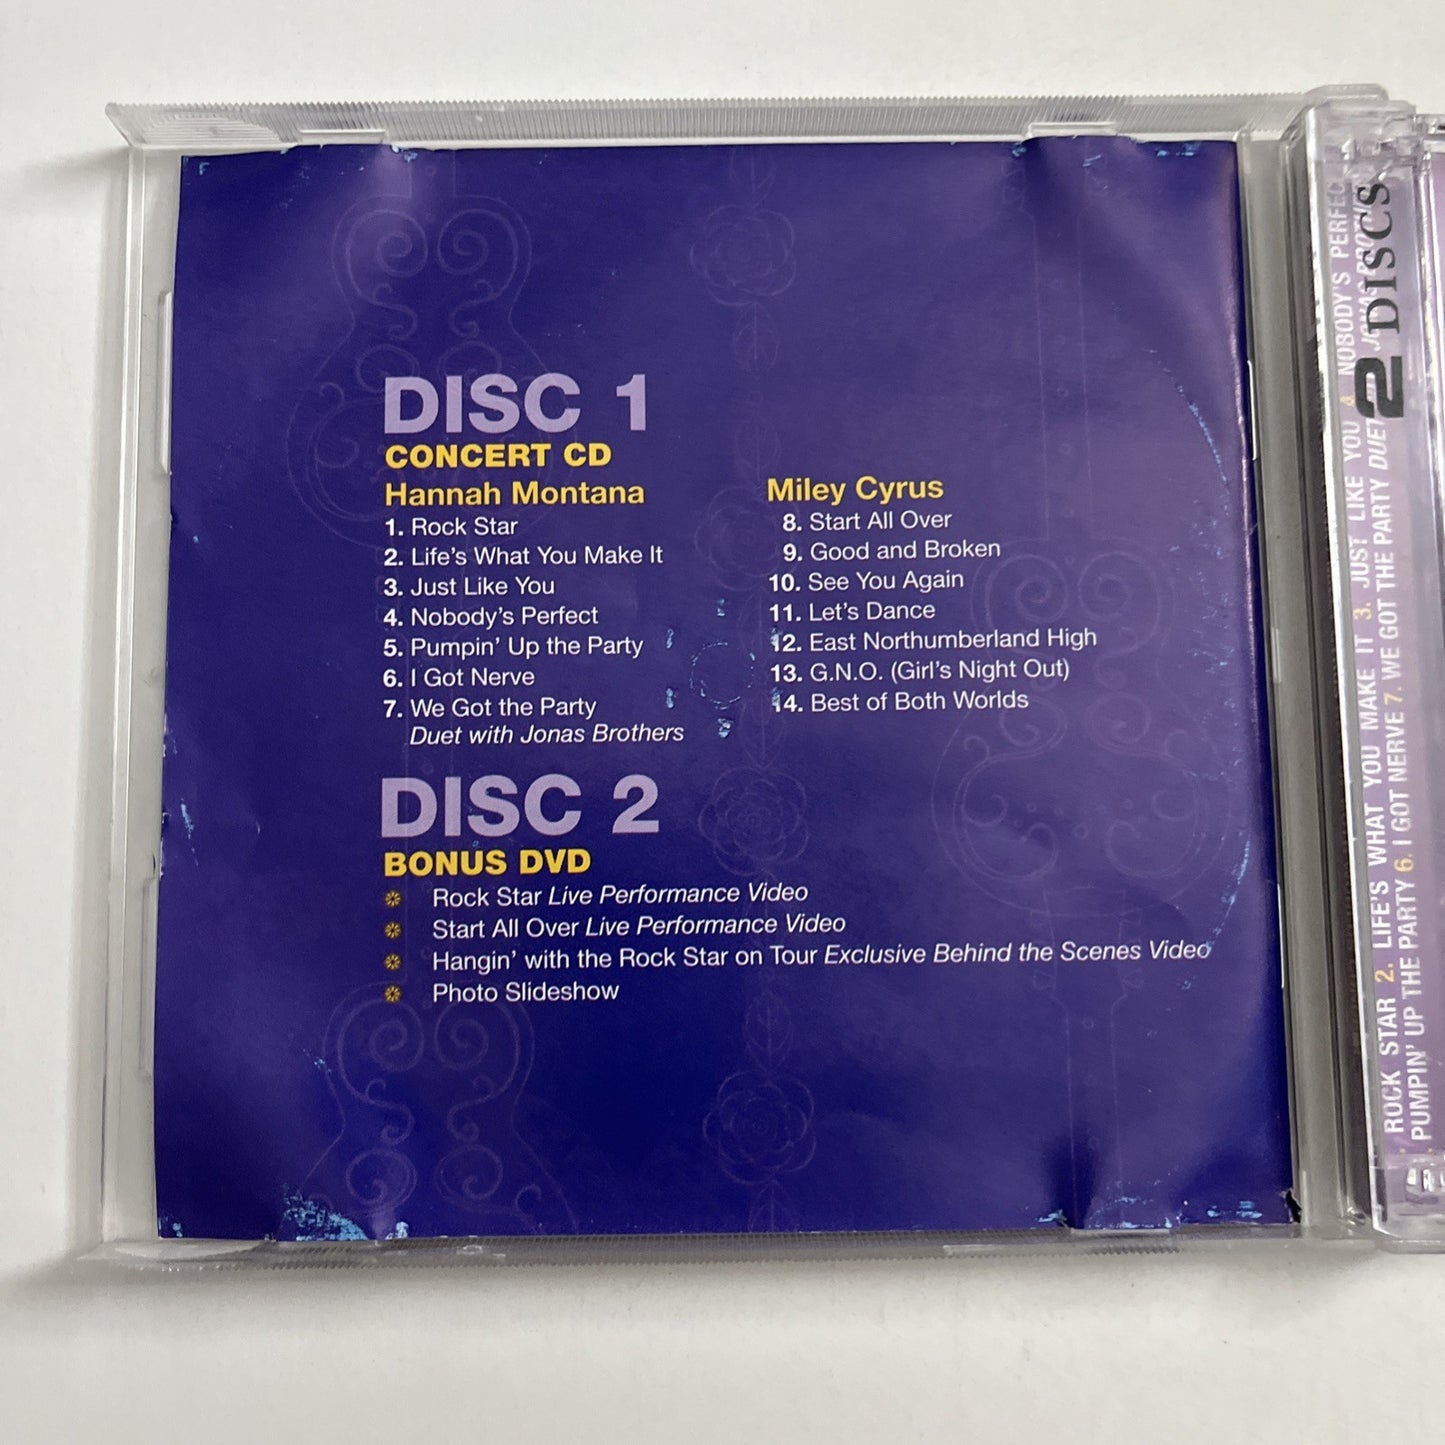 DISC 1
CONCERT CD
Hannah Montana
1. Rock Star
2. Life's What You Make It
3. Just Like You
4. Nobody's Perfect
5. Pumpin' Up the Party
6. I Got Nerve
7. We Got the Party
Duet with Jonas Brothers
Miley Cyrus
8. Start All Over
9. Good and Broken
10. See You Again
11. Let's Dance
12. East Northumberland High
13. G.N.O. (Girl's Night Out)
14. Best of Both Worlds
DISC 2
BONUS DVD
Rock Star Live Performance Video
Start All Over Live Performance Video
Hangin' with the Rock Star on Tour Exclusive Behind the Scenes Video
Photo Slideshow
2 DISCS
ROCK STAR 2. LIFE'S WHAT YOU MAKE IT 3. JUST LIKE YOU 4. NOBODY'S PERFEC
PUMPIN' UP THE PARTY 6. I GOT NERVE 7. WE GOT THE PARTY DUET